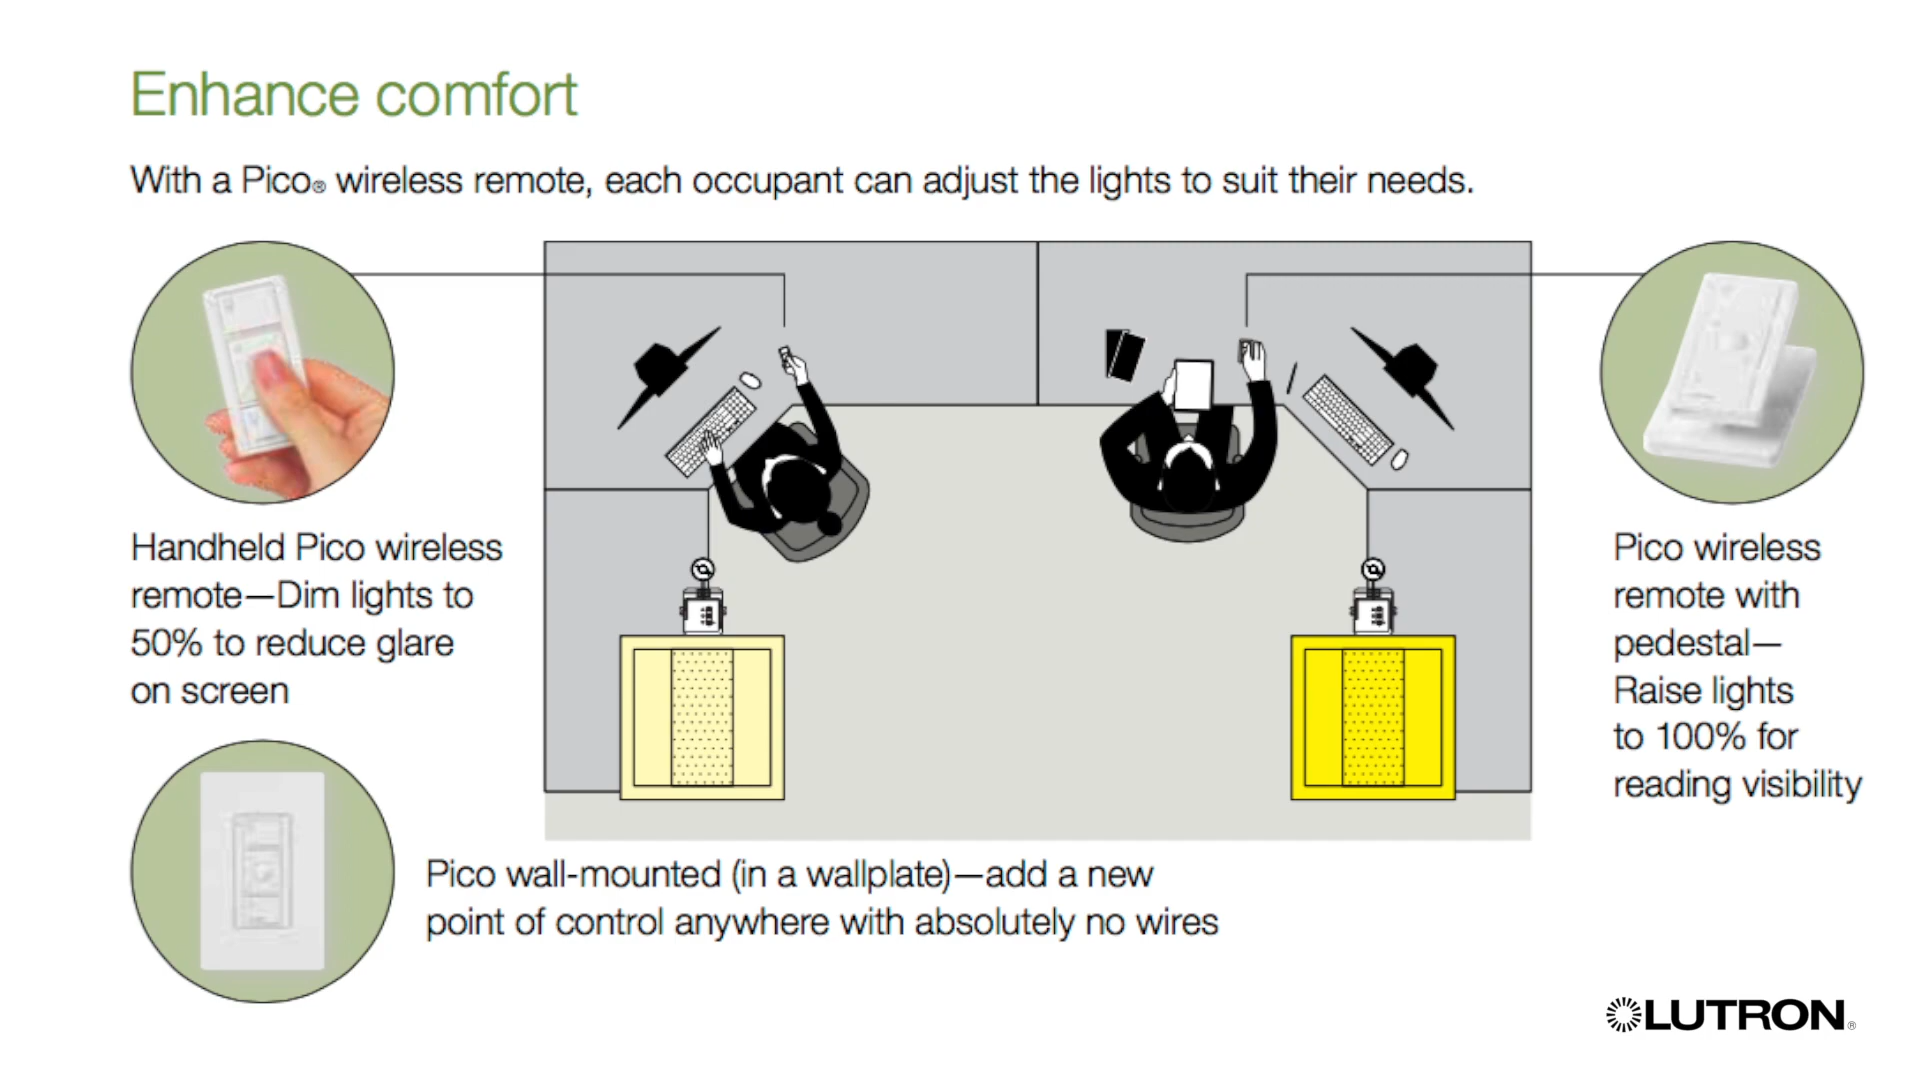 Enhance comfort
With a Pico® wireless remote, each occupant can adjust the lights to suit their needs.
Handheld Pico wireless
remote—Dim lights to
50% to reduce glare
on screen
Pico wireless
remote with
pedestal—
Raise lights
to 100% for
reading visibility
Pico wall-mounted (in a wallplate)—add a new
point of control anywhere with absolutely no wires
LUTRON®